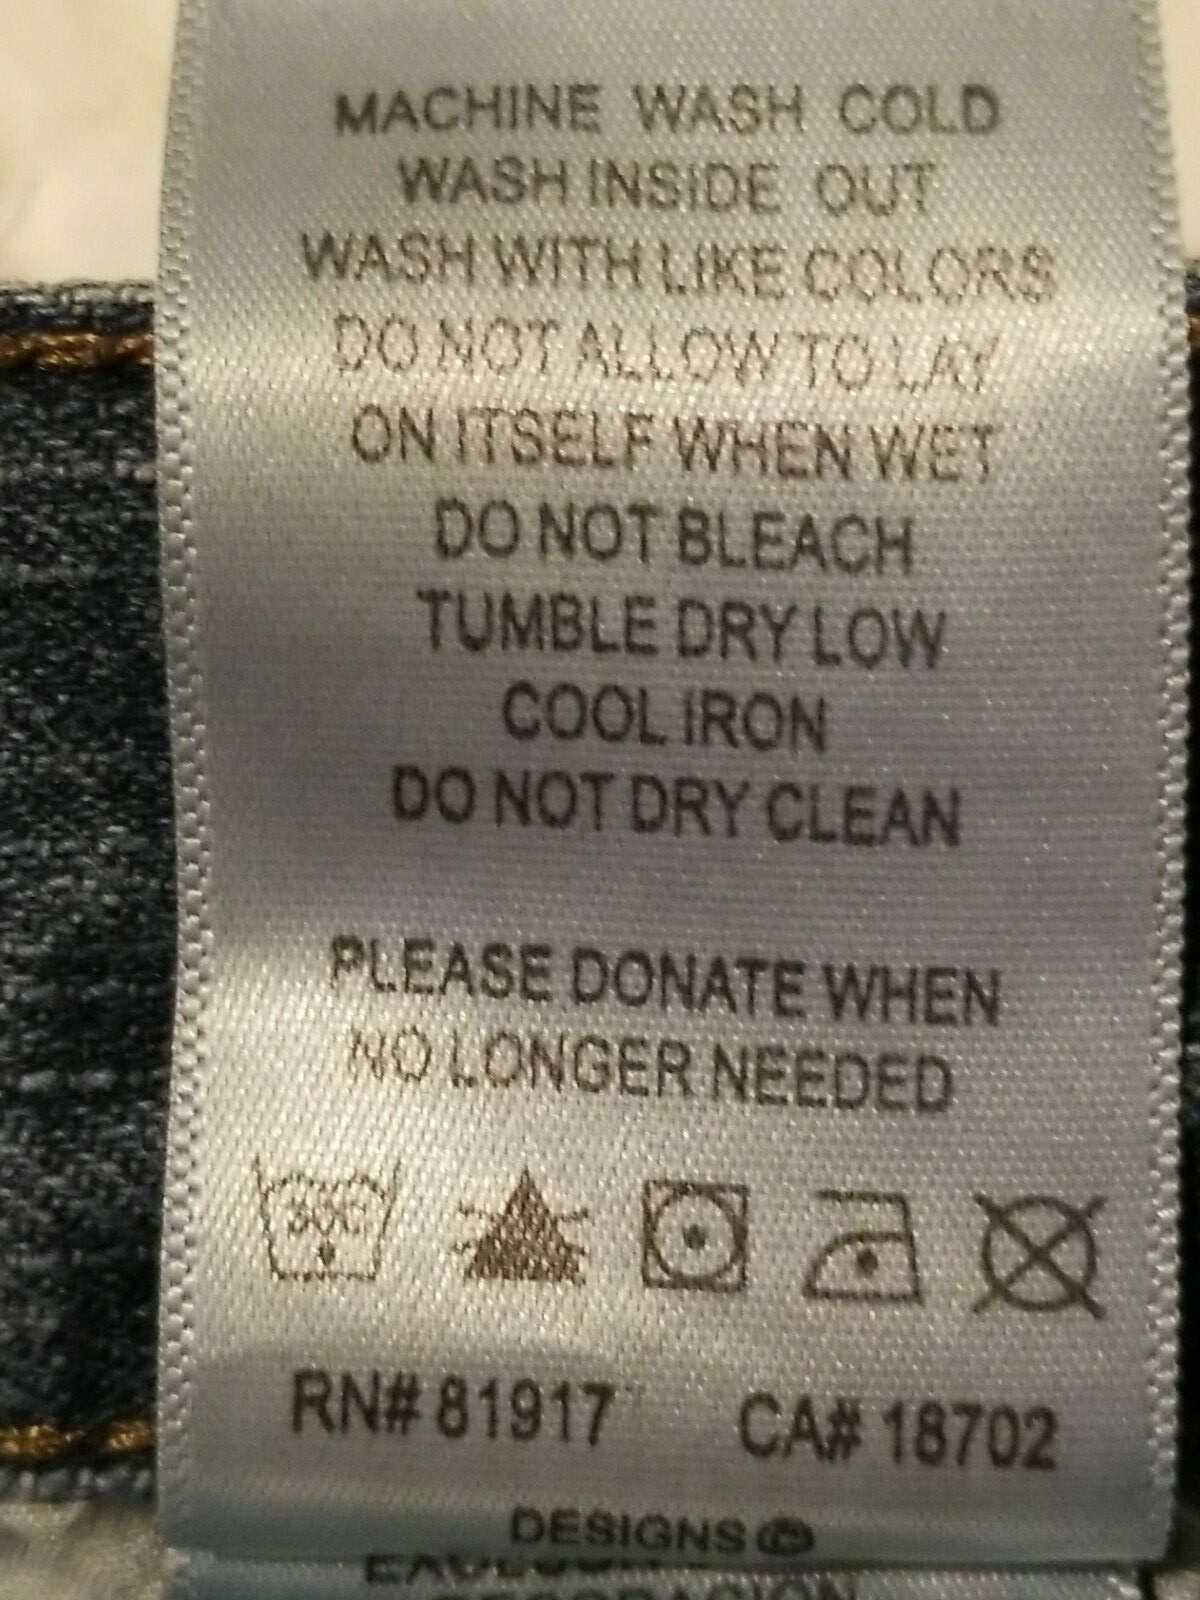 MACHINE WASH COLD
WASH INSIDE OUT
WASH WITH LIKE COLORS
DO NOT ALLOW TO LAY
ON ITSELF WHEN WET
DO NOT BLEACH
TUMBLE DRY LOW
COOL IRON
DO NOT DRY CLEAN
PLEASE DONATE WHEN
NO LONGER NEEDED
30C
RN# 81917 CA# 18702
DESIGNS ©